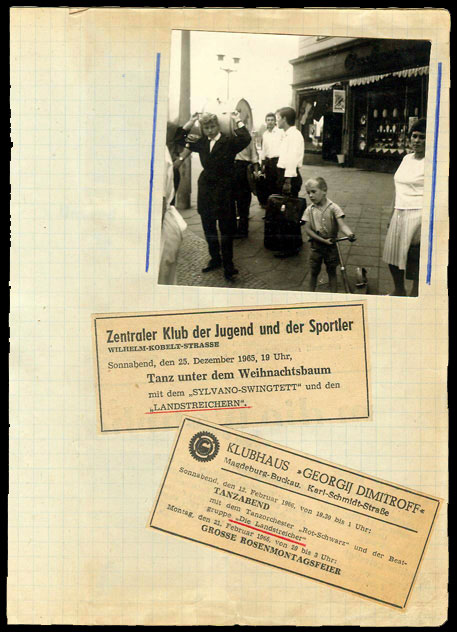 Zentraler Klub der Jugend und der Sportler
WILHELM-KOBELT-STRASSE
Sonnabend, den 25. Dezember 1965, 19 Uhr,
Tanz unter dem Weihnachtsbaum
mit dem „SYLVANO-SWINGTETT” und den
„LANDSTREICHERN”.
KLUBHAUS »GEORGIJ DIMITROFF«
Magdeburg-Buckau, Karl-Schmidt-Straße
Sonnabend, den 12. Februar 1966, von 19.30 bis 1 Uhr:
TANZABEND
mit dem Tanzorchester „Rot-Schwarz” und der Beat-
gruppe „Die Landstreicher”
Montag, den 21. Februar 1966, von 19 bis 3 Uhr:
GROSSE ROSENMONTAGSFEIER